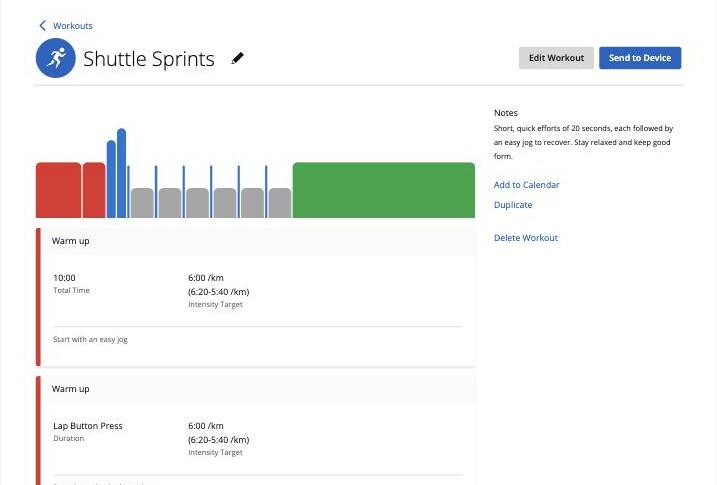 Workouts
Shuttle Sprints
Edit Workout
Send to Device
Notes
Short, quick efforts of 20 seconds, each followed by
an easy jog to recover. Stay relaxed and keep good
form.
Add to Calendar
Duplicate
Delete Workout
Warm up
10:00
Total Time
6:00 /km
(6:20-5:40 /km)
Intensity Target
Start with an easy jog
Warm up
Lap Button Press
Duration
6:00 /km
(6:20-5:40 /km)
Intensity Target